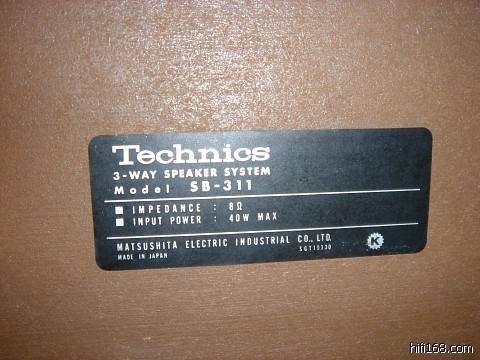 Technics
3-WAY SPEAKER SYSTEM
Model SB-311
■ IMPEDANCE : 8Ω
■ INPUT POWER : 40W MAX
MATSUSHITA ELECTRIC INDUSTRIAL CO., LTD.
MADE IN JAPAN
K
hifi168.com